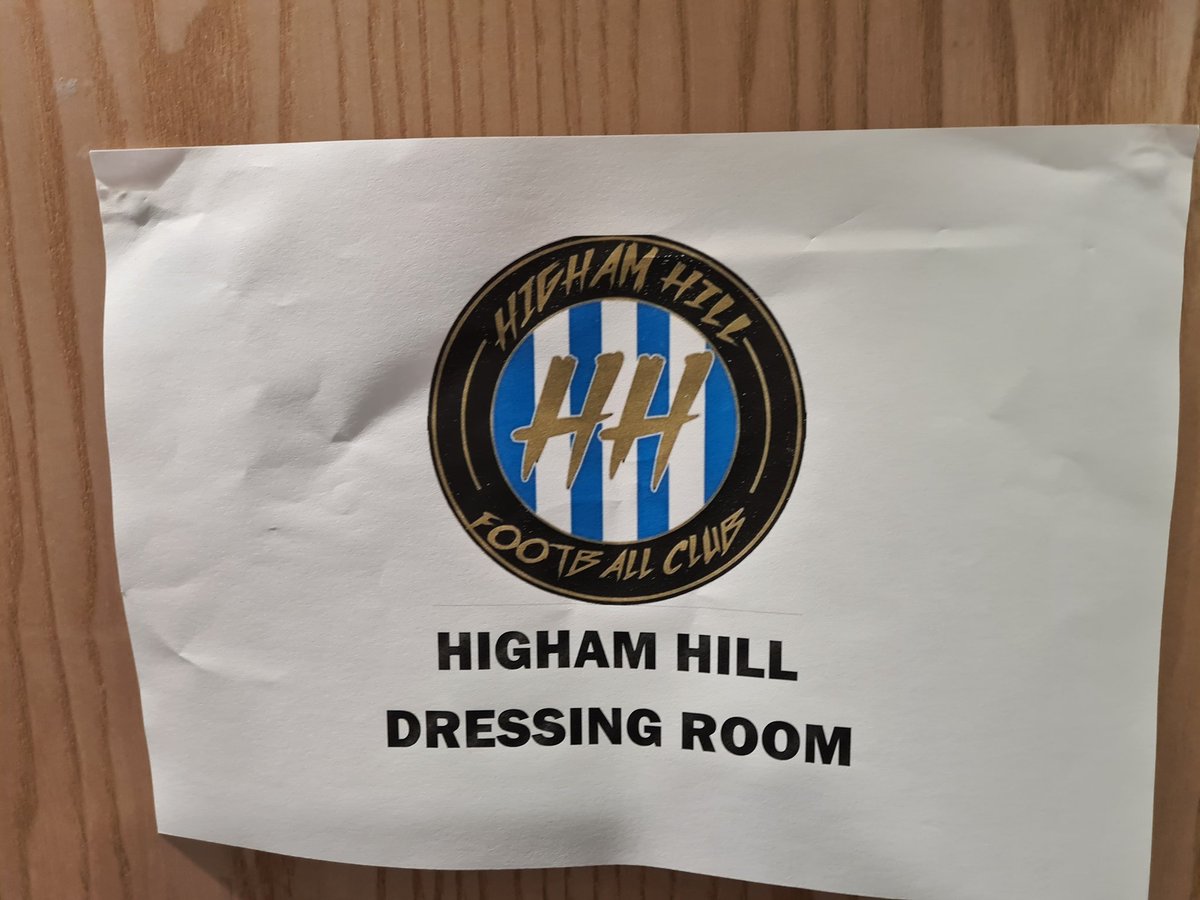 HIGHAM HILL
HH
FOOTBALL CLUB
HIGHAM HILL
DRESSING ROOM